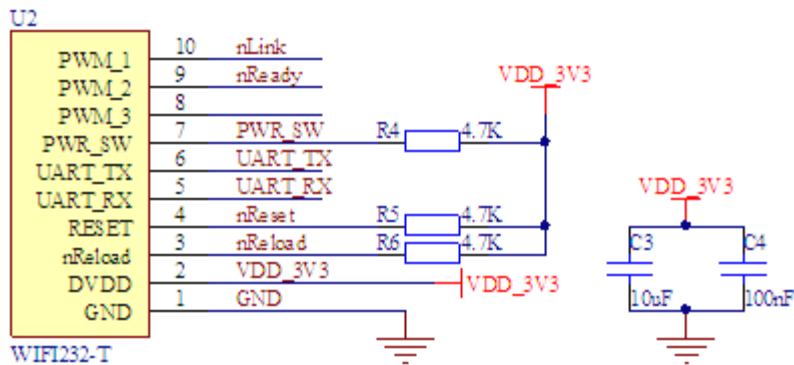 U2
PWM_1 10 nLink
PWM_2 9 nReady
PWM_3 8
PWR_SW 7 PWR_SW R4 4.7K
UART_TX 6 UART_TX
UART_RX 5 UART_RX
RESET 4 nReset R5 4.7K
nReload 3 nReload R6 4.7K
DVDD 2 VDD_3V3 VDD_3V3
GND 1 GND
WIFI232-T
VDD_3V3
VDD_3V3
C3 C4
10uF 100nF